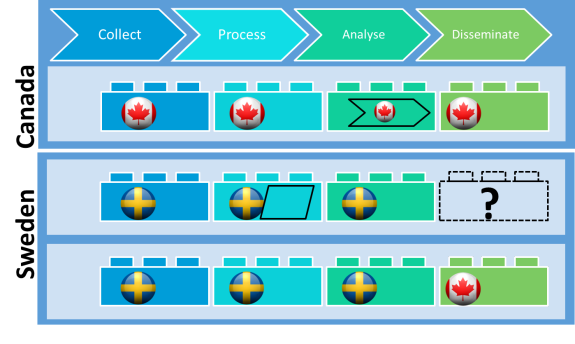 Collect
Process
Analyse
Disseminate
Canada
Sweden
?